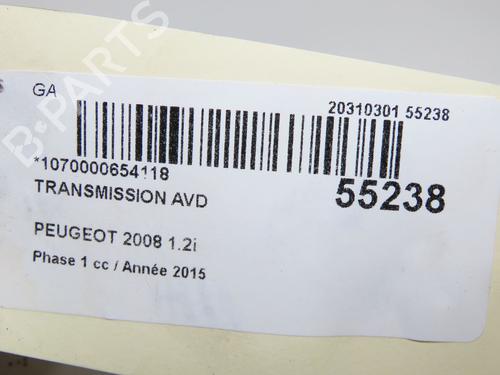 B-PARTS
GA
20310301 55238
*1070000654118
55238
TRANSMISSION AVD
PEUGEOT 2008 1.2i
Phase 1 cc / Année 2015